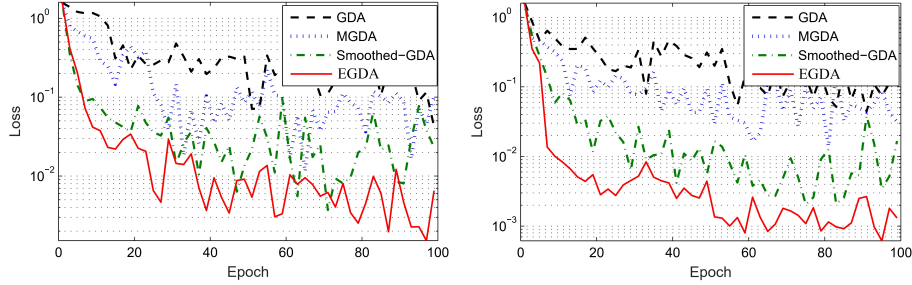 10^0
10^-1
10^-2
Loss
0
20
40
60
80
100
Epoch
GDA
MGDA
Smoothed-GDA
EGDA
10^0
10^-1
10^-2
10^-3
Loss
0
20
40
60
80
100
Epoch
GDA
MGDA
Smoothed-GDA
EGDA